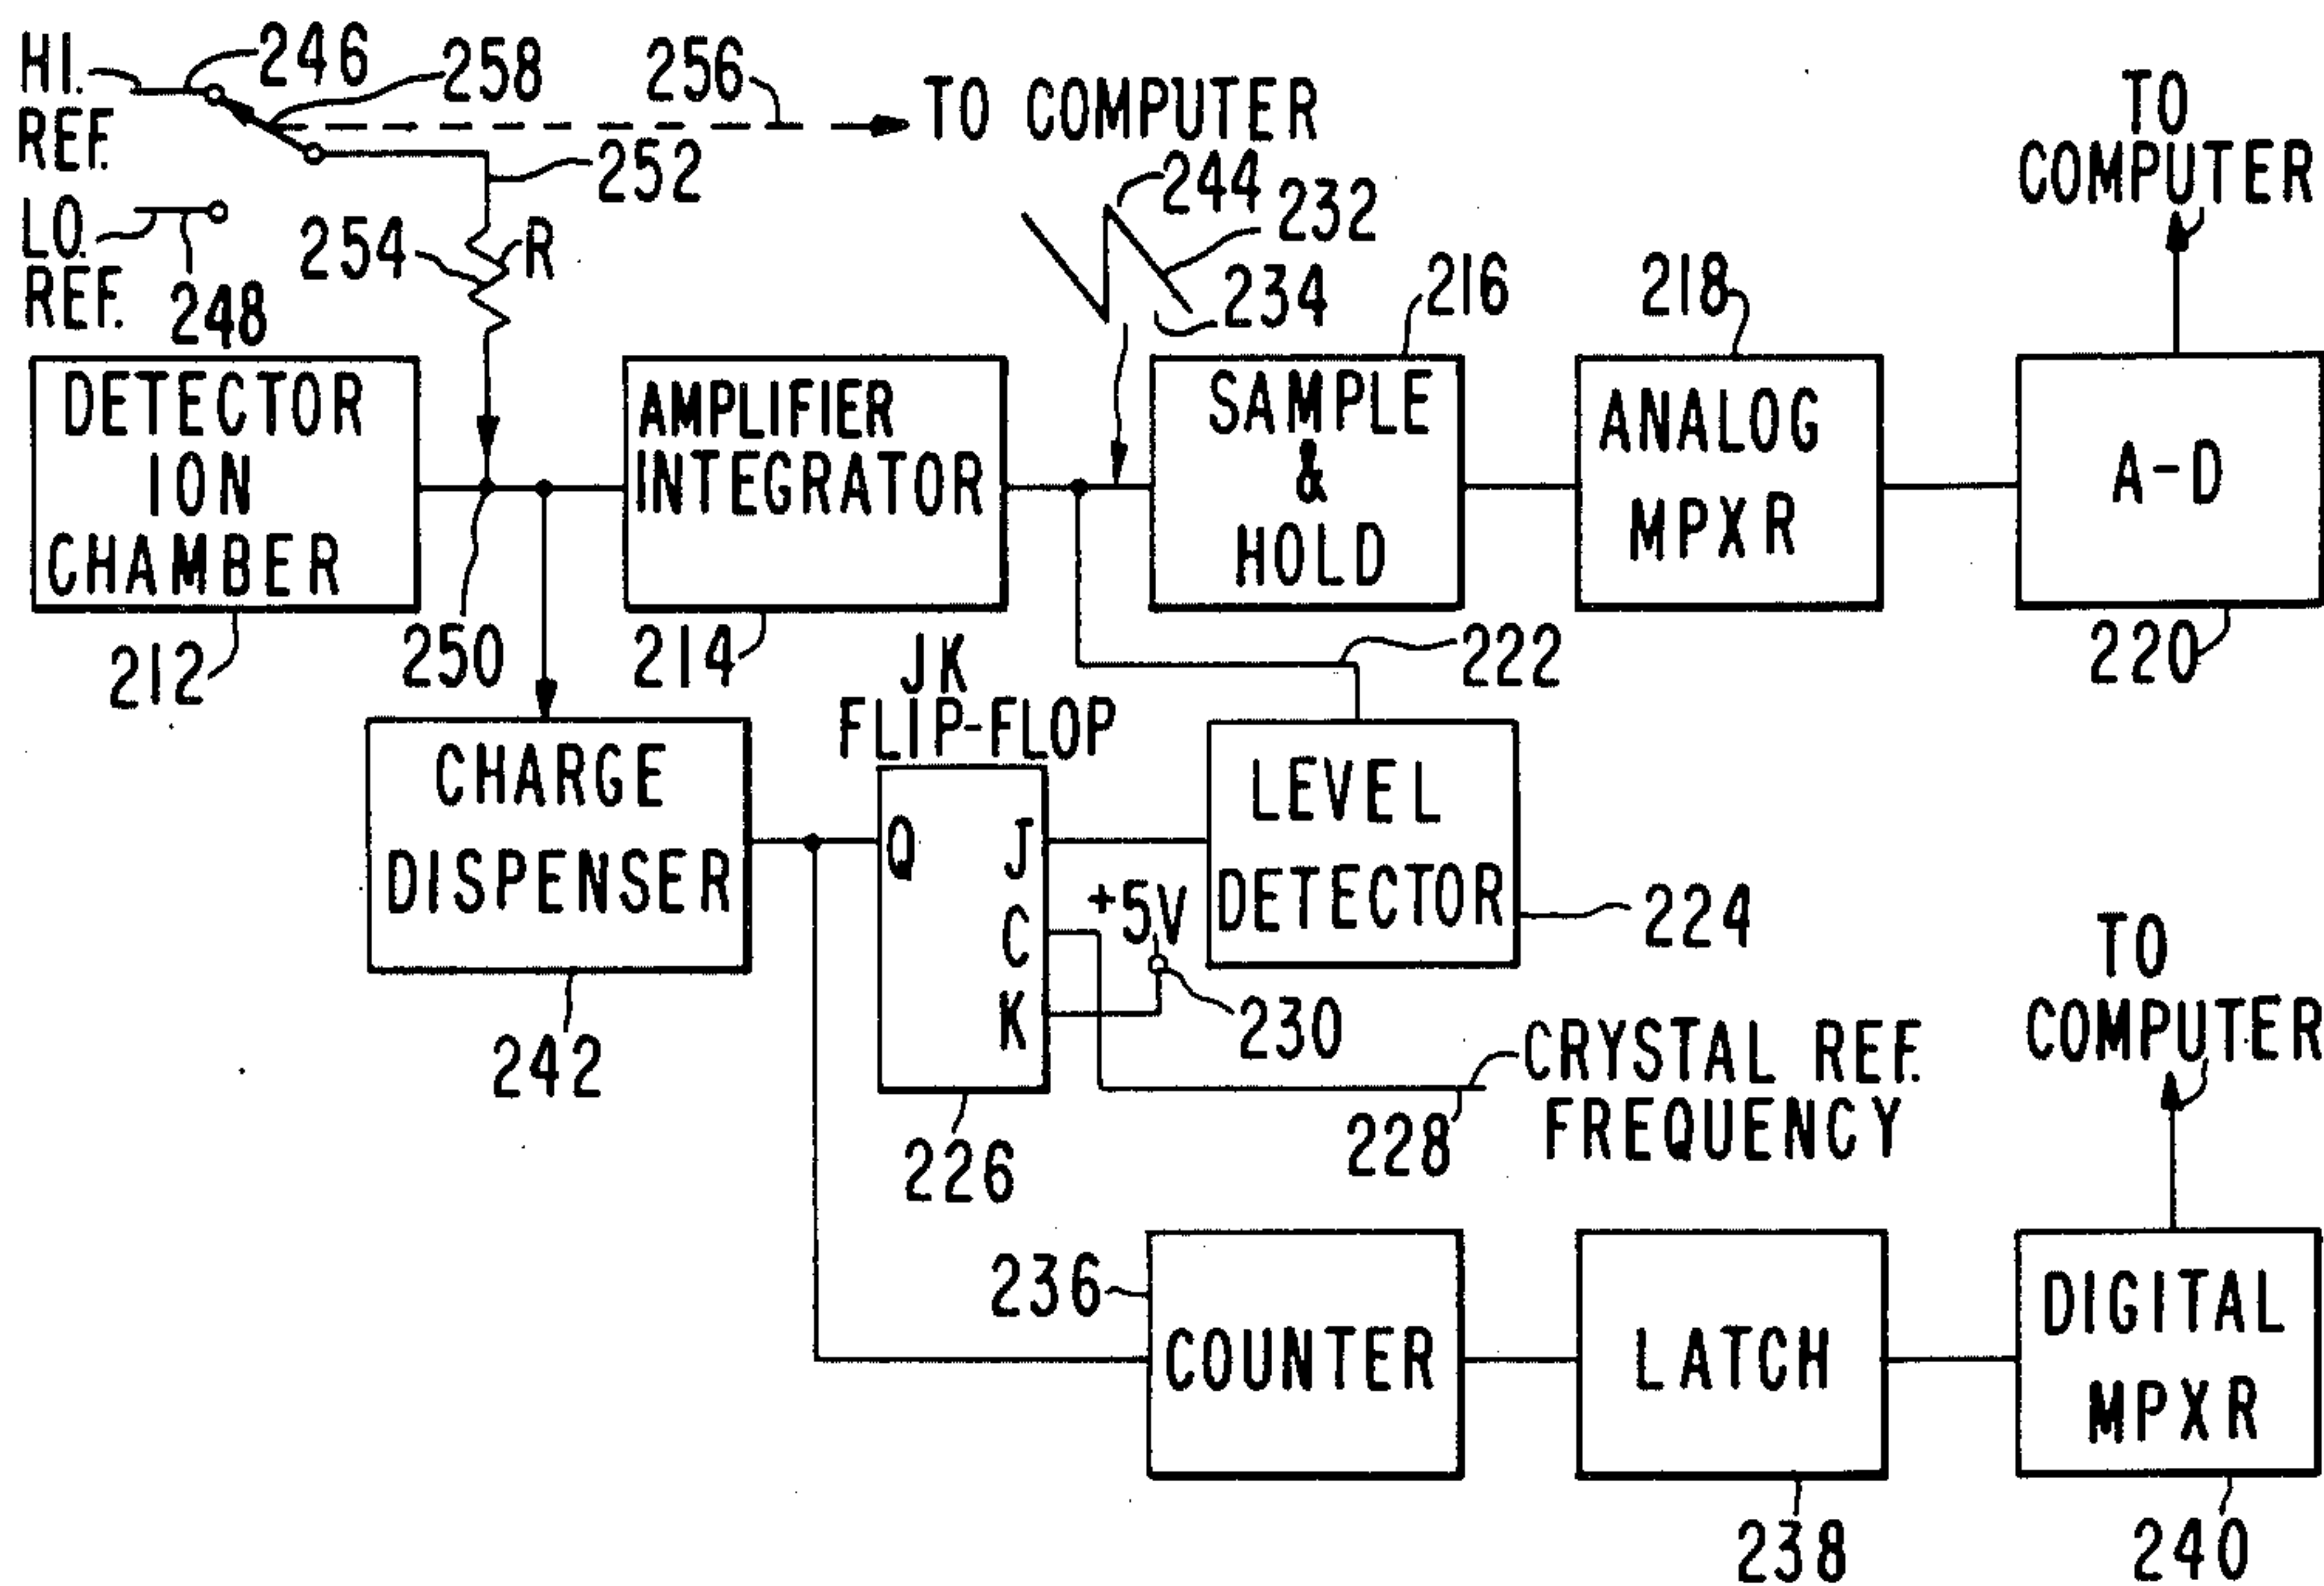 HI. REF.
246
258
256
TO COMPUTER
252
LO. REF.
248
254
R
244
232
234
TO COMPUTER
DETECTOR
ION
CHAMBER
212
250
AMPLIFIER
INTEGRATOR
214
SAMPLE
&
HOLD
216
ANALOG
MPXR
218
A-D
220
222
CHARGE
DISPENSER
242
JK
FLIP-FLOP
Q
J
C
K
226
LEVEL
DETECTOR
224
+5V
230
CRYSTAL REF.
FREQUENCY
228
TO
COMPUTER
236
COUNTER
LATCH
238
DIGITAL
MPXR
240